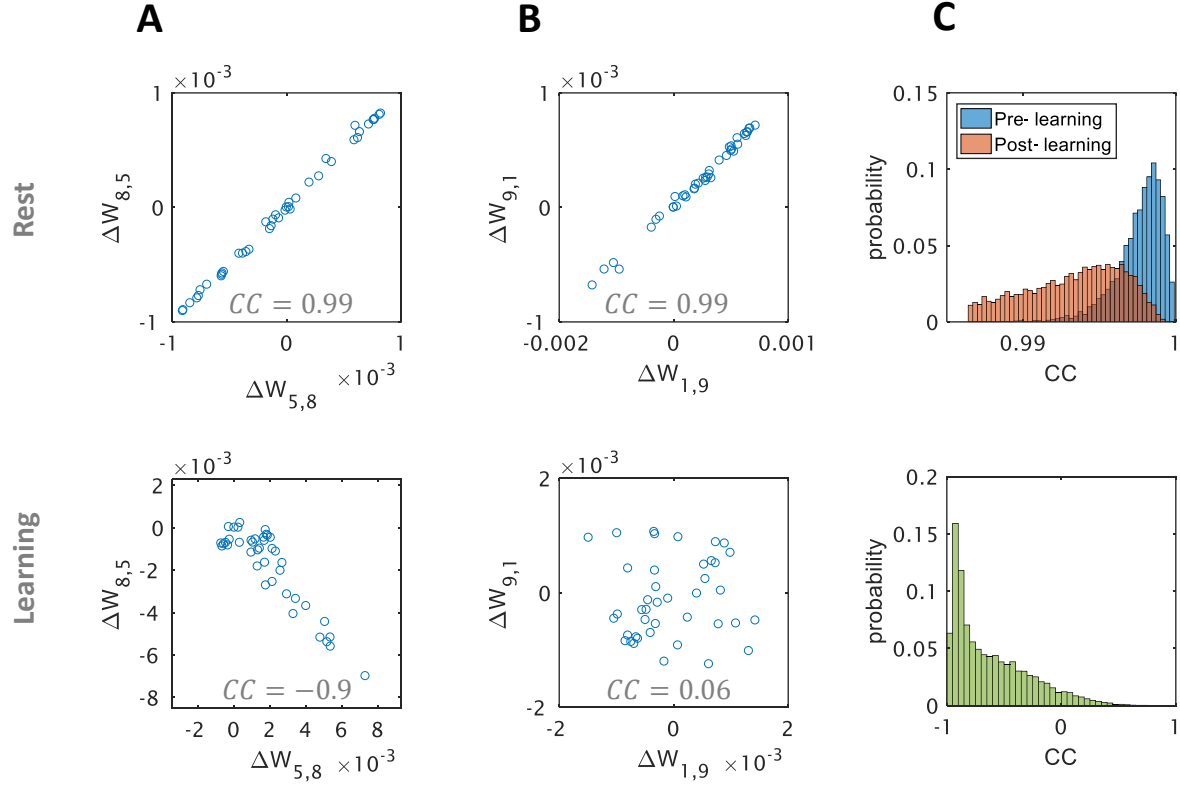 A
B
C
Rest
×10⁻³
1
0
-1
ΔW₈,₅
CC = 0.99
-1
0
1
×10⁻³
ΔW₅,₈
×10⁻³
1
0
-1
ΔW₉,₁
CC = 0.99
-0.002
0
0.001
ΔW₁,₉
0.15
0.1
0.05
0
probability
Pre- learning
Post- learning
0.99
1
CC
Learning
×10⁻³
2
0
-2
-4
-6
-8
ΔW₈,₅
CC = −0.9
-2
0
2
4
6
8
ΔW₅,₈ ×10⁻³
×10⁻³
2
0
-2
ΔW₉,₁
CC = 0.06
-2
0
2
ΔW₁,₉ ×10⁻³
0.2
0.15
0.1
0.05
0
probability
-1
0
1
CC